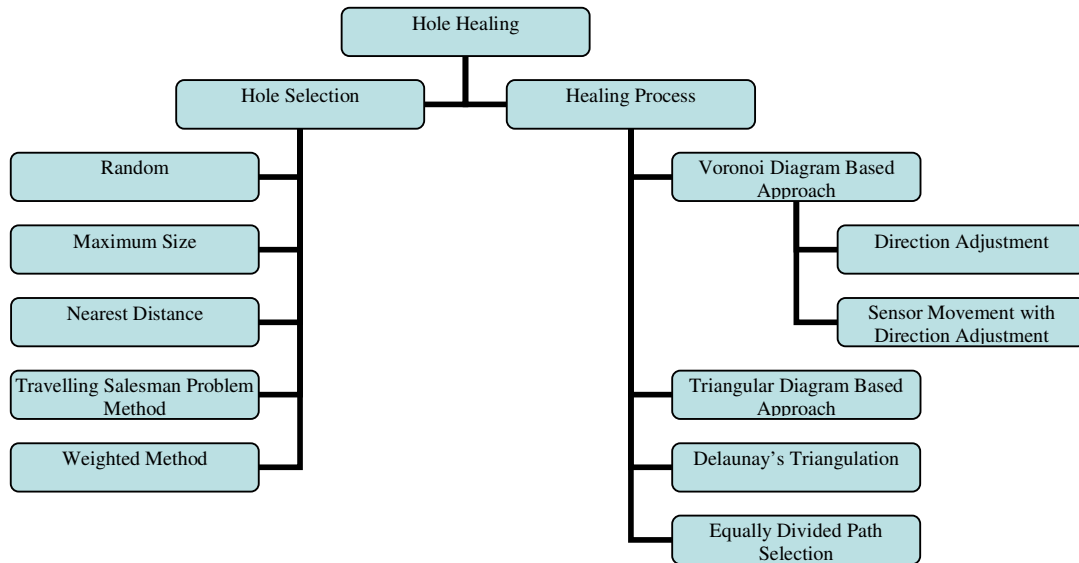 Hole Healing
Hole Selection
Healing Process
Random
Maximum Size
Nearest Distance
Travelling Salesman Problem
Method
Weighted Method
Voronoi Diagram Based
Approach
Direction Adjustment
Sensor Movement with
Direction Adjustment
Triangular Diagram Based
Approach
Delaunay’s Triangulation
Equally Divided Path
Selection